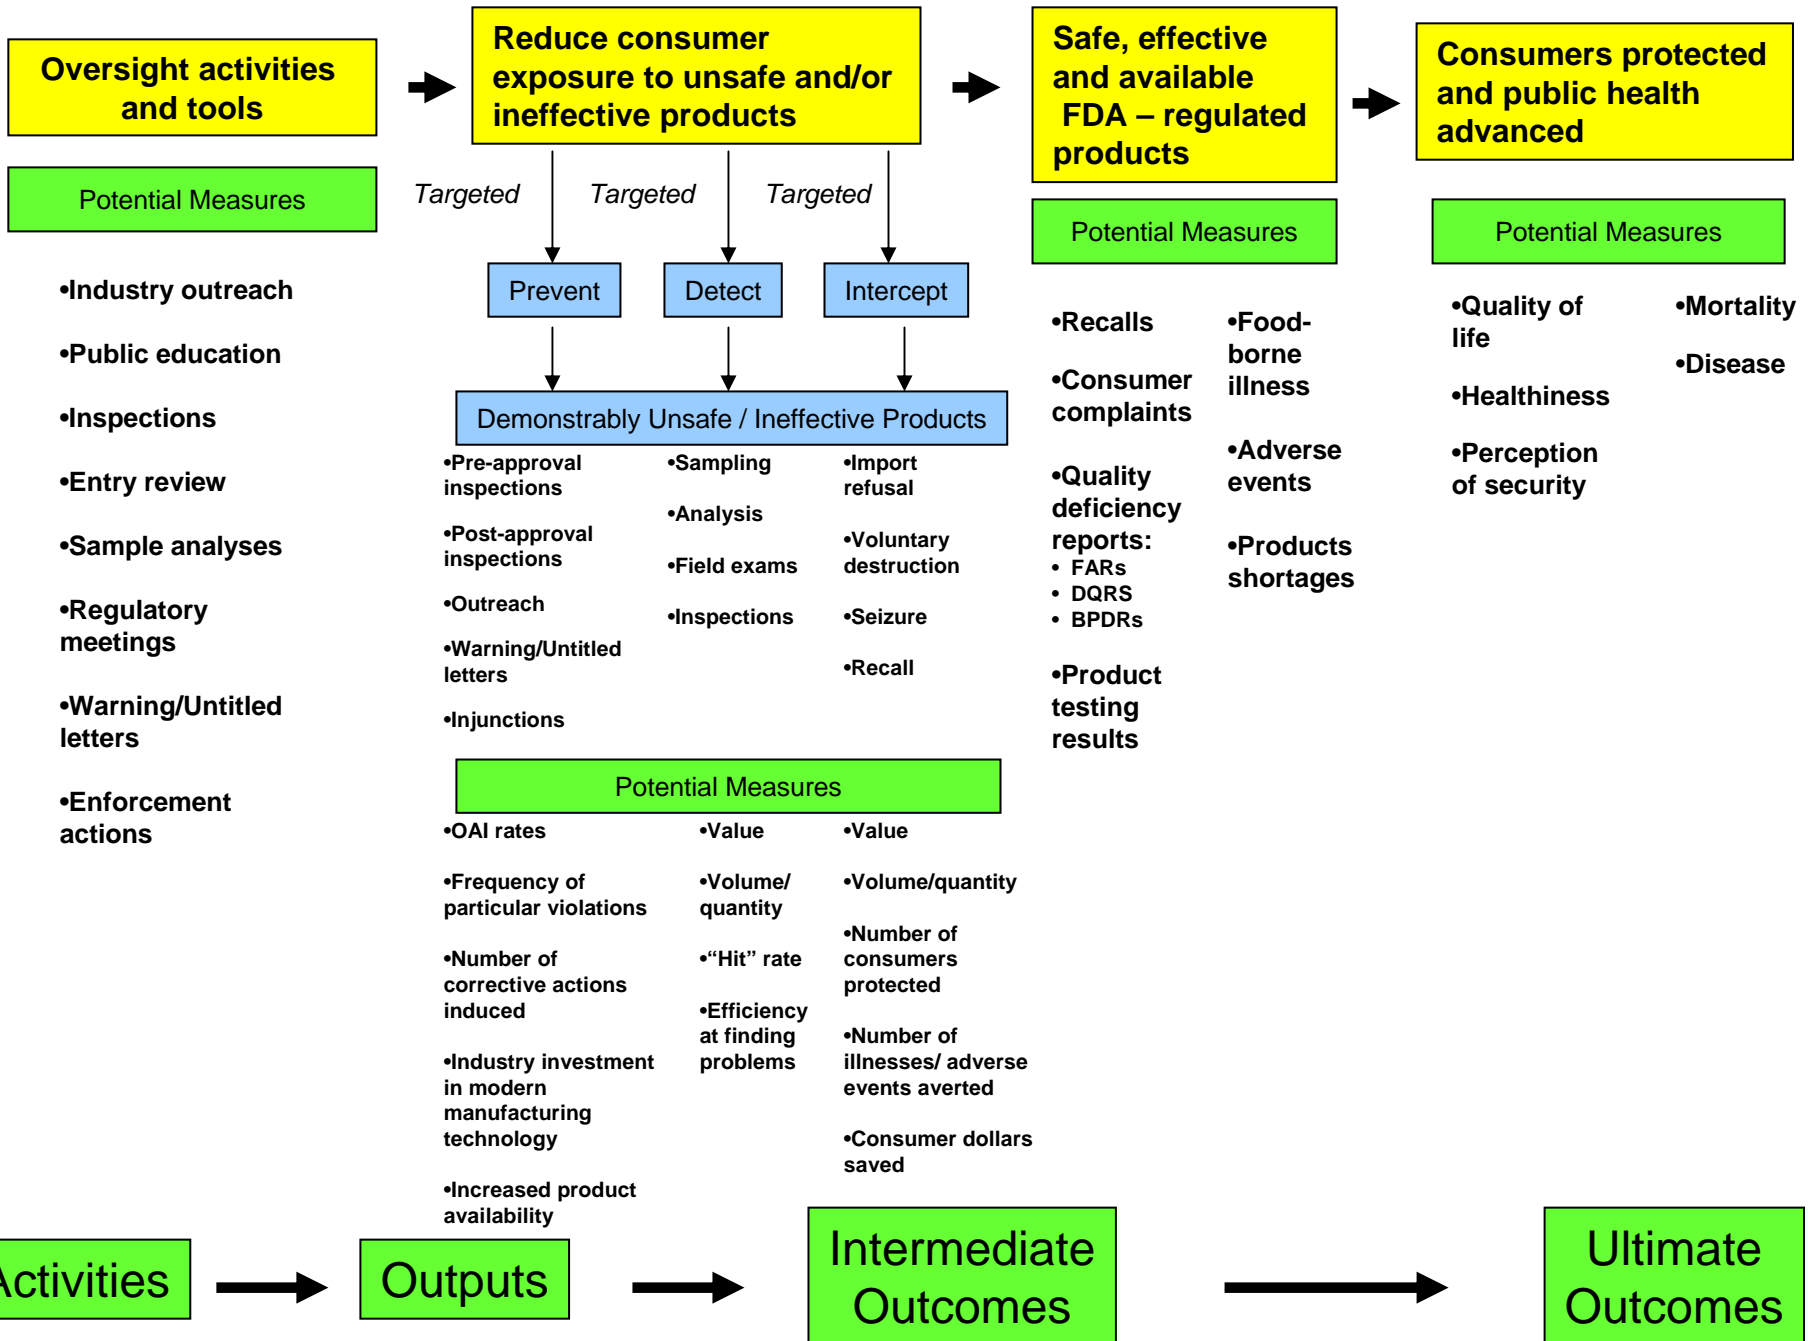 Oversight activities
and tools
Reduce consumer
exposure to unsafe and/or
ineffective products
Safe, effective
and available
FDA – regulated
products
Consumers protected
and public health
advanced
Potential Measures
•Industry outreach
•Public education
•Inspections
•Entry review
•Sample analyses
•Regulatory
meetings
•Warning/Untitled
letters
•Enforcement
actions
Targeted
Targeted
Targeted
Prevent
Detect
Intercept
Demonstrably Unsafe / Ineffective Products
•Pre-approval
inspections
•Post-approval
inspections
•Outreach
•Warning/Untitled
letters
•Injunctions
•Sampling
•Analysis
•Field exams
•Inspections
•Import
refusal
•Voluntary
destruction
•Seizure
•Recall
Potential Measures
•OAI rates
•Frequency of
particular violations
•Number of
corrective actions
induced
•Industry investment
in modern
manufacturing
technology
•Increased product
availability
•Value
•Volume/
quantity
•“Hit” rate
•Efficiency
at finding
problems
•Value
•Volume/quantity
•Number of
consumers
protected
•Number of
illnesses/ adverse
events averted
•Consumer dollars
saved
Potential Measures
•Recalls
•Consumer
complaints
•Quality
deficiency
reports:
• FARs
• DQRS
• BPDRs
•Product
testing
results
•Food-
borne
illness
•Adverse
events
•Products
shortages
Potential Measures
•Quality of
life
•Healthiness
•Perception
of security
•Mortality
•Disease
Activities
Outputs
Intermediate
Outcomes
Ultimate
Outcomes